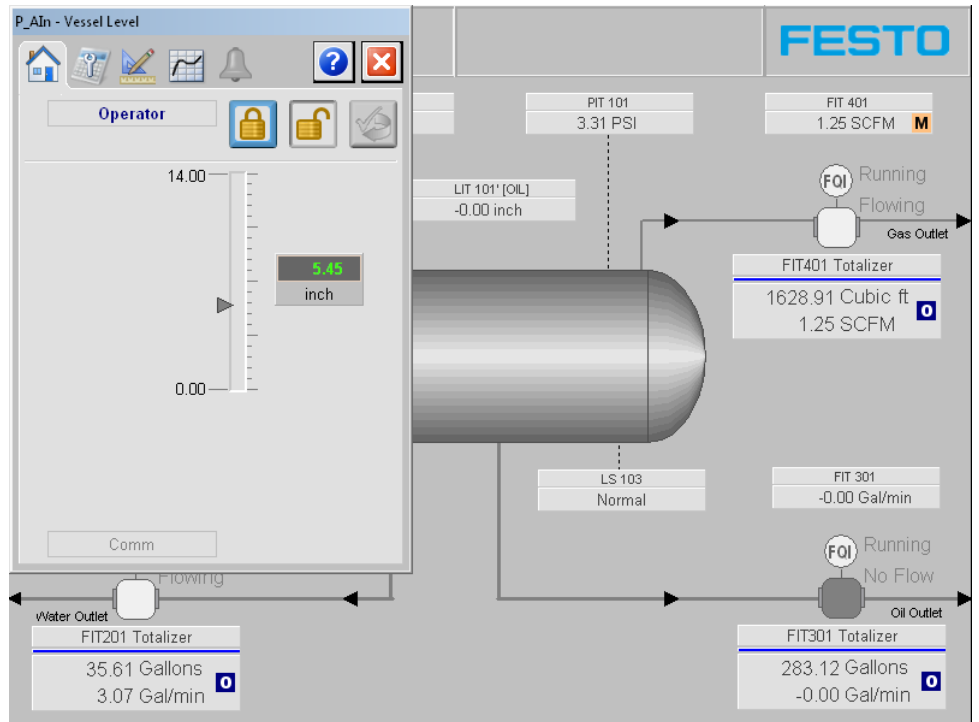 P_AIn - Vessel Level
?
Operator
14.00
5.45
inch
0.00
Comm
FESTO
PIT 101
3.31 PSI
FIT 401
1.25 SCFM M
LIT 101' [OIL]
-0.00 inch
FQI Running
Flowing
Gas Outlet
FIT401 Totalizer
1628.91 Cubic ft
1.25 SCFM
O
LS 103
Normal
FIT 301
-0.00 Gal/min
FQI Running
No Flow
Oil Outlet
FIT301 Totalizer
283.12 Gallons
-0.00 Gal/min
O
Flowing
Water Outlet
FIT201 Totalizer
35.61 Gallons
3.07 Gal/min
O